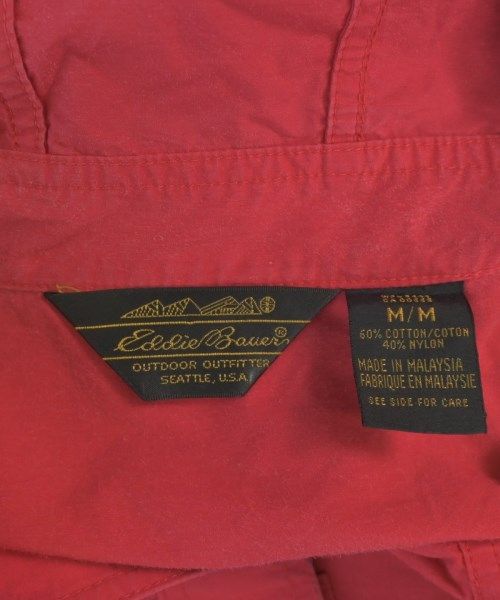 Eddie Bauer
OUTDOOR OUTFITTER
SEATTLE, U.S.A.
M/M
60% COTTON/COTON
40% NYLON
MADE IN MALAYSIA
FABRIQUE EN MALAYSIE
SEE SIDE FOR CARE